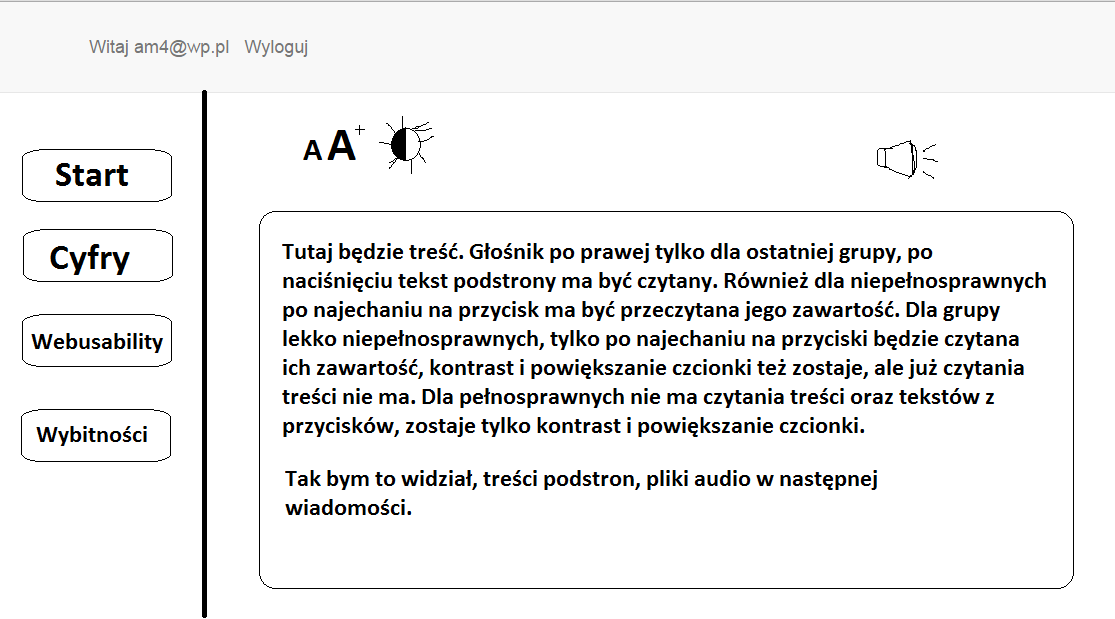 Witaj am4@wp.pl Wyloguj
A A+
Start
Cyfry
Webusability
Wybitności
Tutaj będzie treść. Głośnik po prawej tylko dla ostatniej grupy, po
naciśnięciu tekst podstrony ma być czytany. Również dla niepełnosprawnych
po najechaniu na przycisk ma być przeczytana jego zawartość. Dla grupy
lekko niepełnosprawnych, tylko po najechaniu na przyciski będzie czytana
ich zawartość, kontrast i powiększanie czcionki też zostaje, ale już czytania
treści nie ma. Dla pełnosprawnych nie ma czytania treści oraz tekstów z
przycisków, zostaje tylko kontrast i powiększanie czcionki.
Tak bym to widział, treści podstron, pliki audio w następnej
wiadomości.